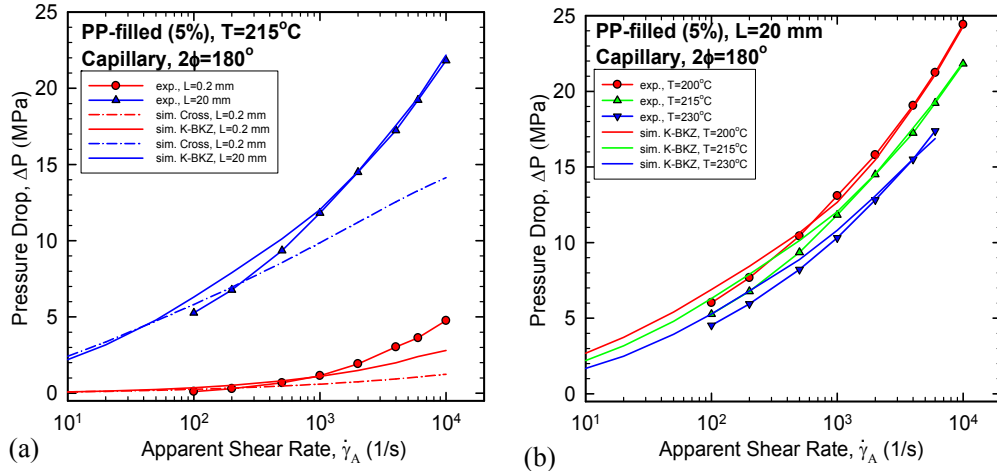 PP-filled (5%), T=215°C
Capillary, 2ϕ=180°
exp., L=0.2 mm
exp., L=20 mm
sim. Cross, L=0.2 mm
sim. K-BKZ, L=0.2 mm
sim. Cross, L=0.2 mm
sim. K-BKZ, L=20 mm
Pressure Drop, ΔP (MPa)
25
20
15
10
5
0
10¹ 10² 10³ 10⁴
Apparent Shear Rate, γ̇A (1/s)
(a)
PP-filled (5%), L=20 mm
Capillary, 2ϕ=180°
exp., T=200°C
exp., T=215°C
exp., T=230°C
sim. K-BKZ, T=200°C
sim. K-BKZ, T=215°C
sim. K-BKZ, T=230°C
Pressure Drop, ΔP (MPa)
25
20
15
10
5
0
10¹ 10² 10³ 10⁴
Apparent Shear Rate, γ̇A (1/s)
(b)